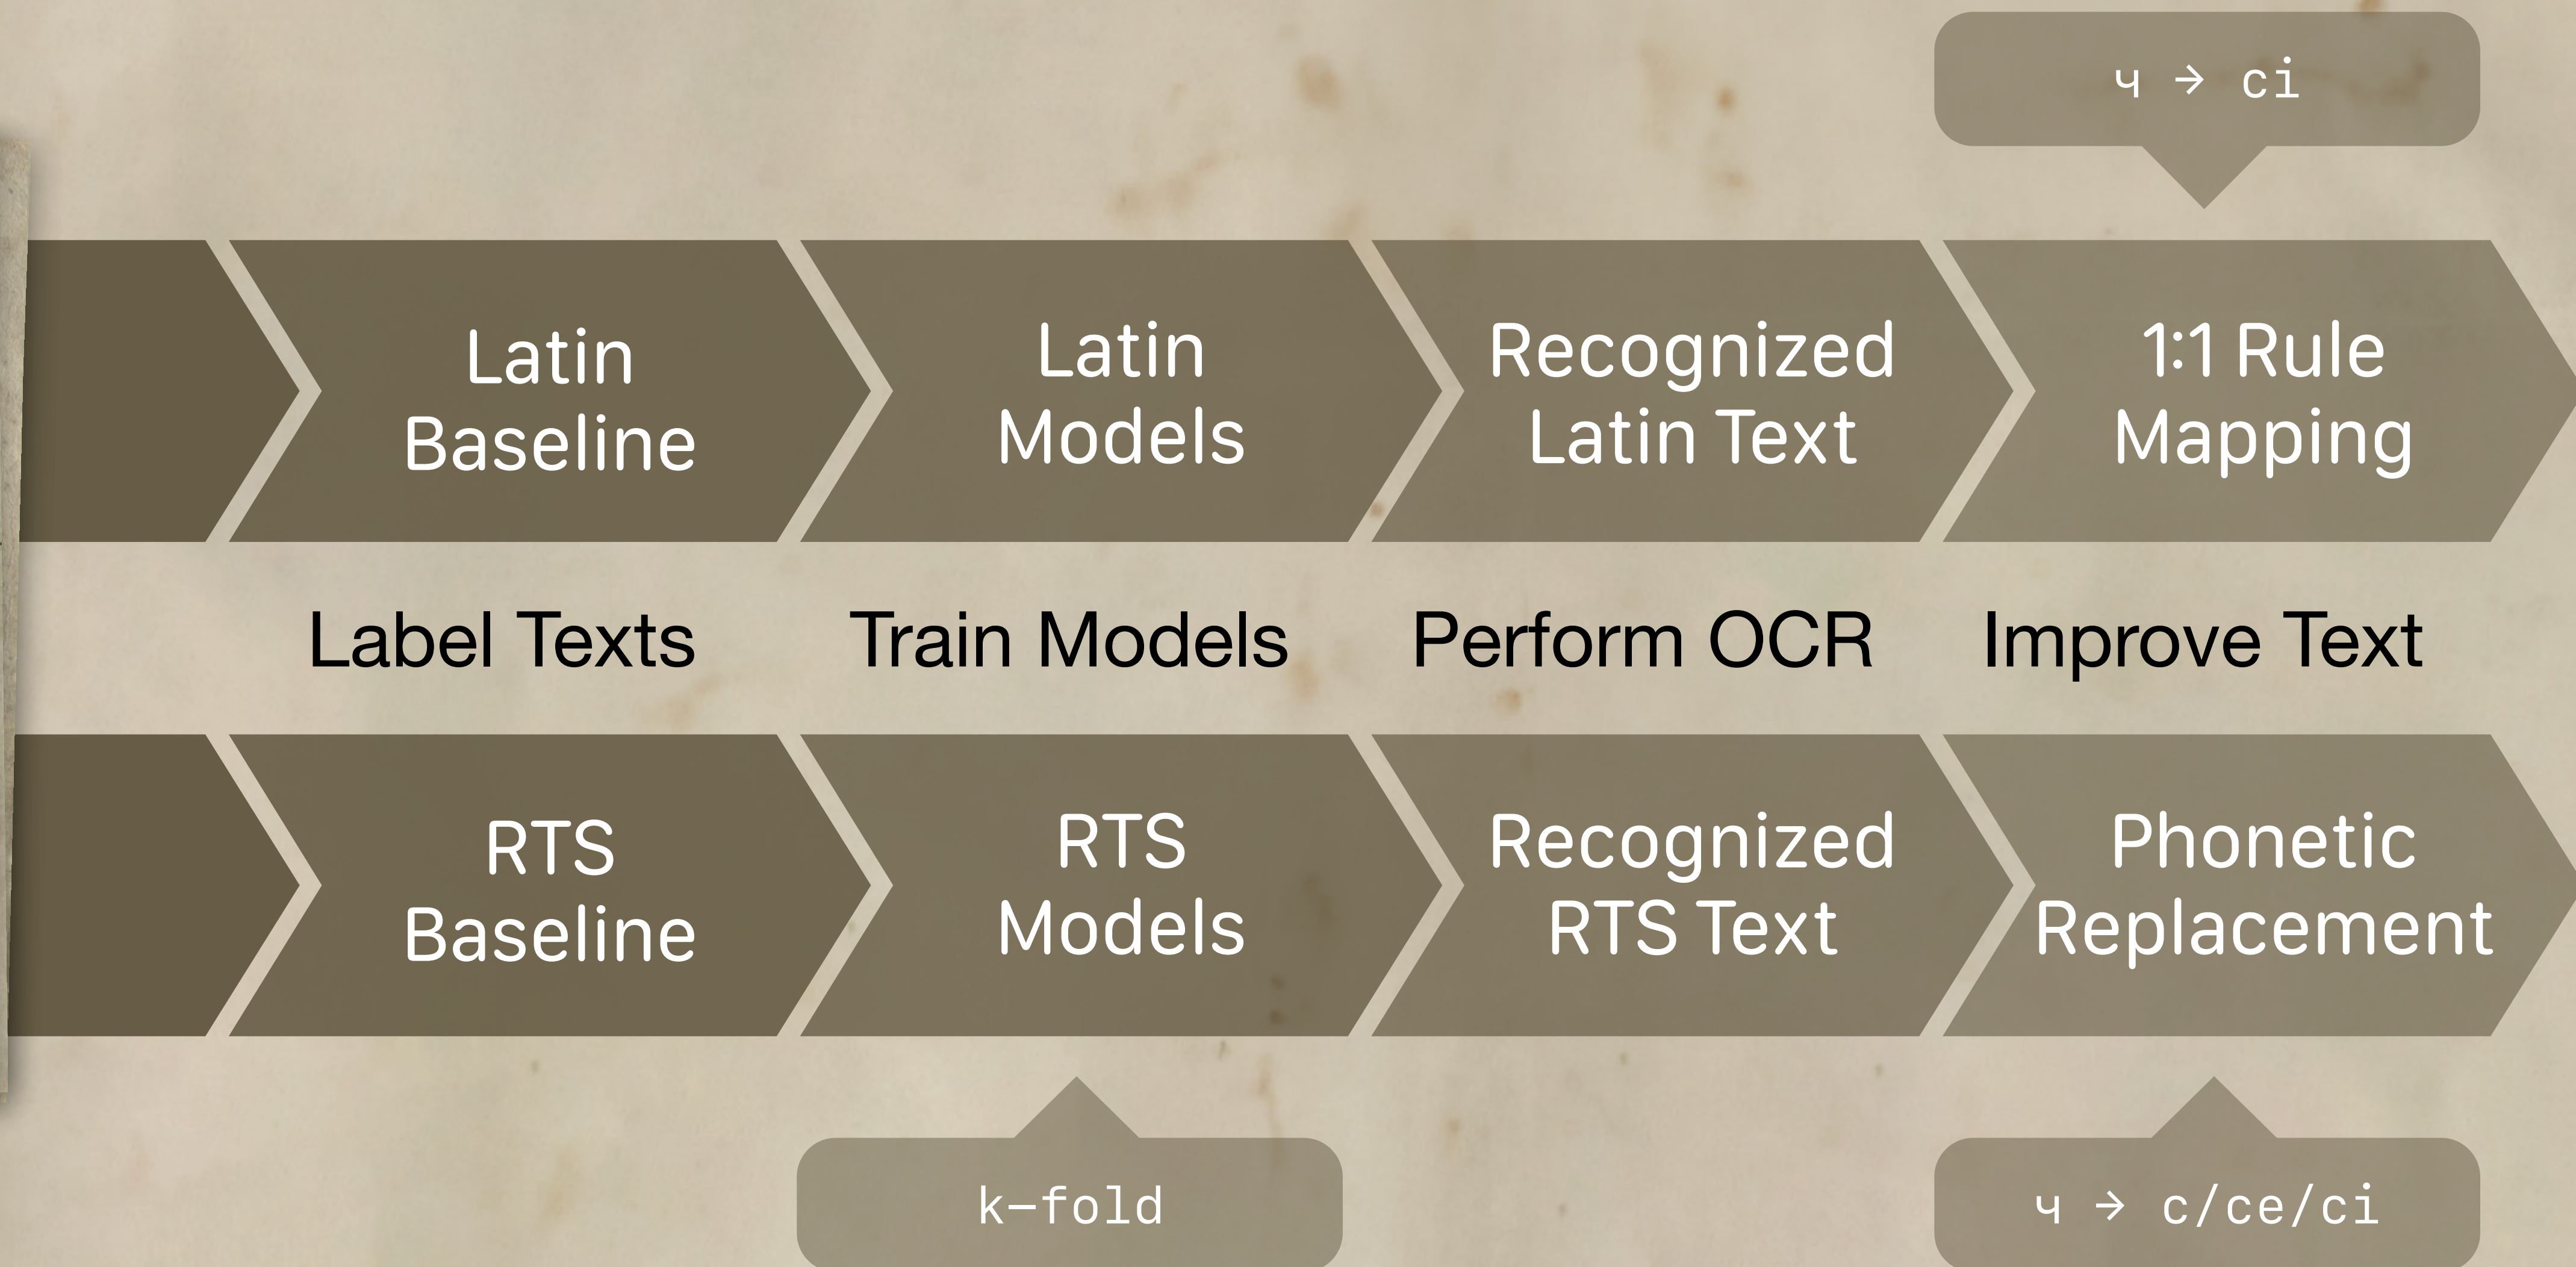 ч → ci
Latin
Baseline
Latin
Models
Recognized
Latin Text
1:1 Rule
Mapping
Label Texts
Train Models
Perform OCR
Improve Text
RTS
Baseline
RTS
Models
Recognized
RTS Text
Phonetic
Replacement
k–fold
ч → c/ce/ci